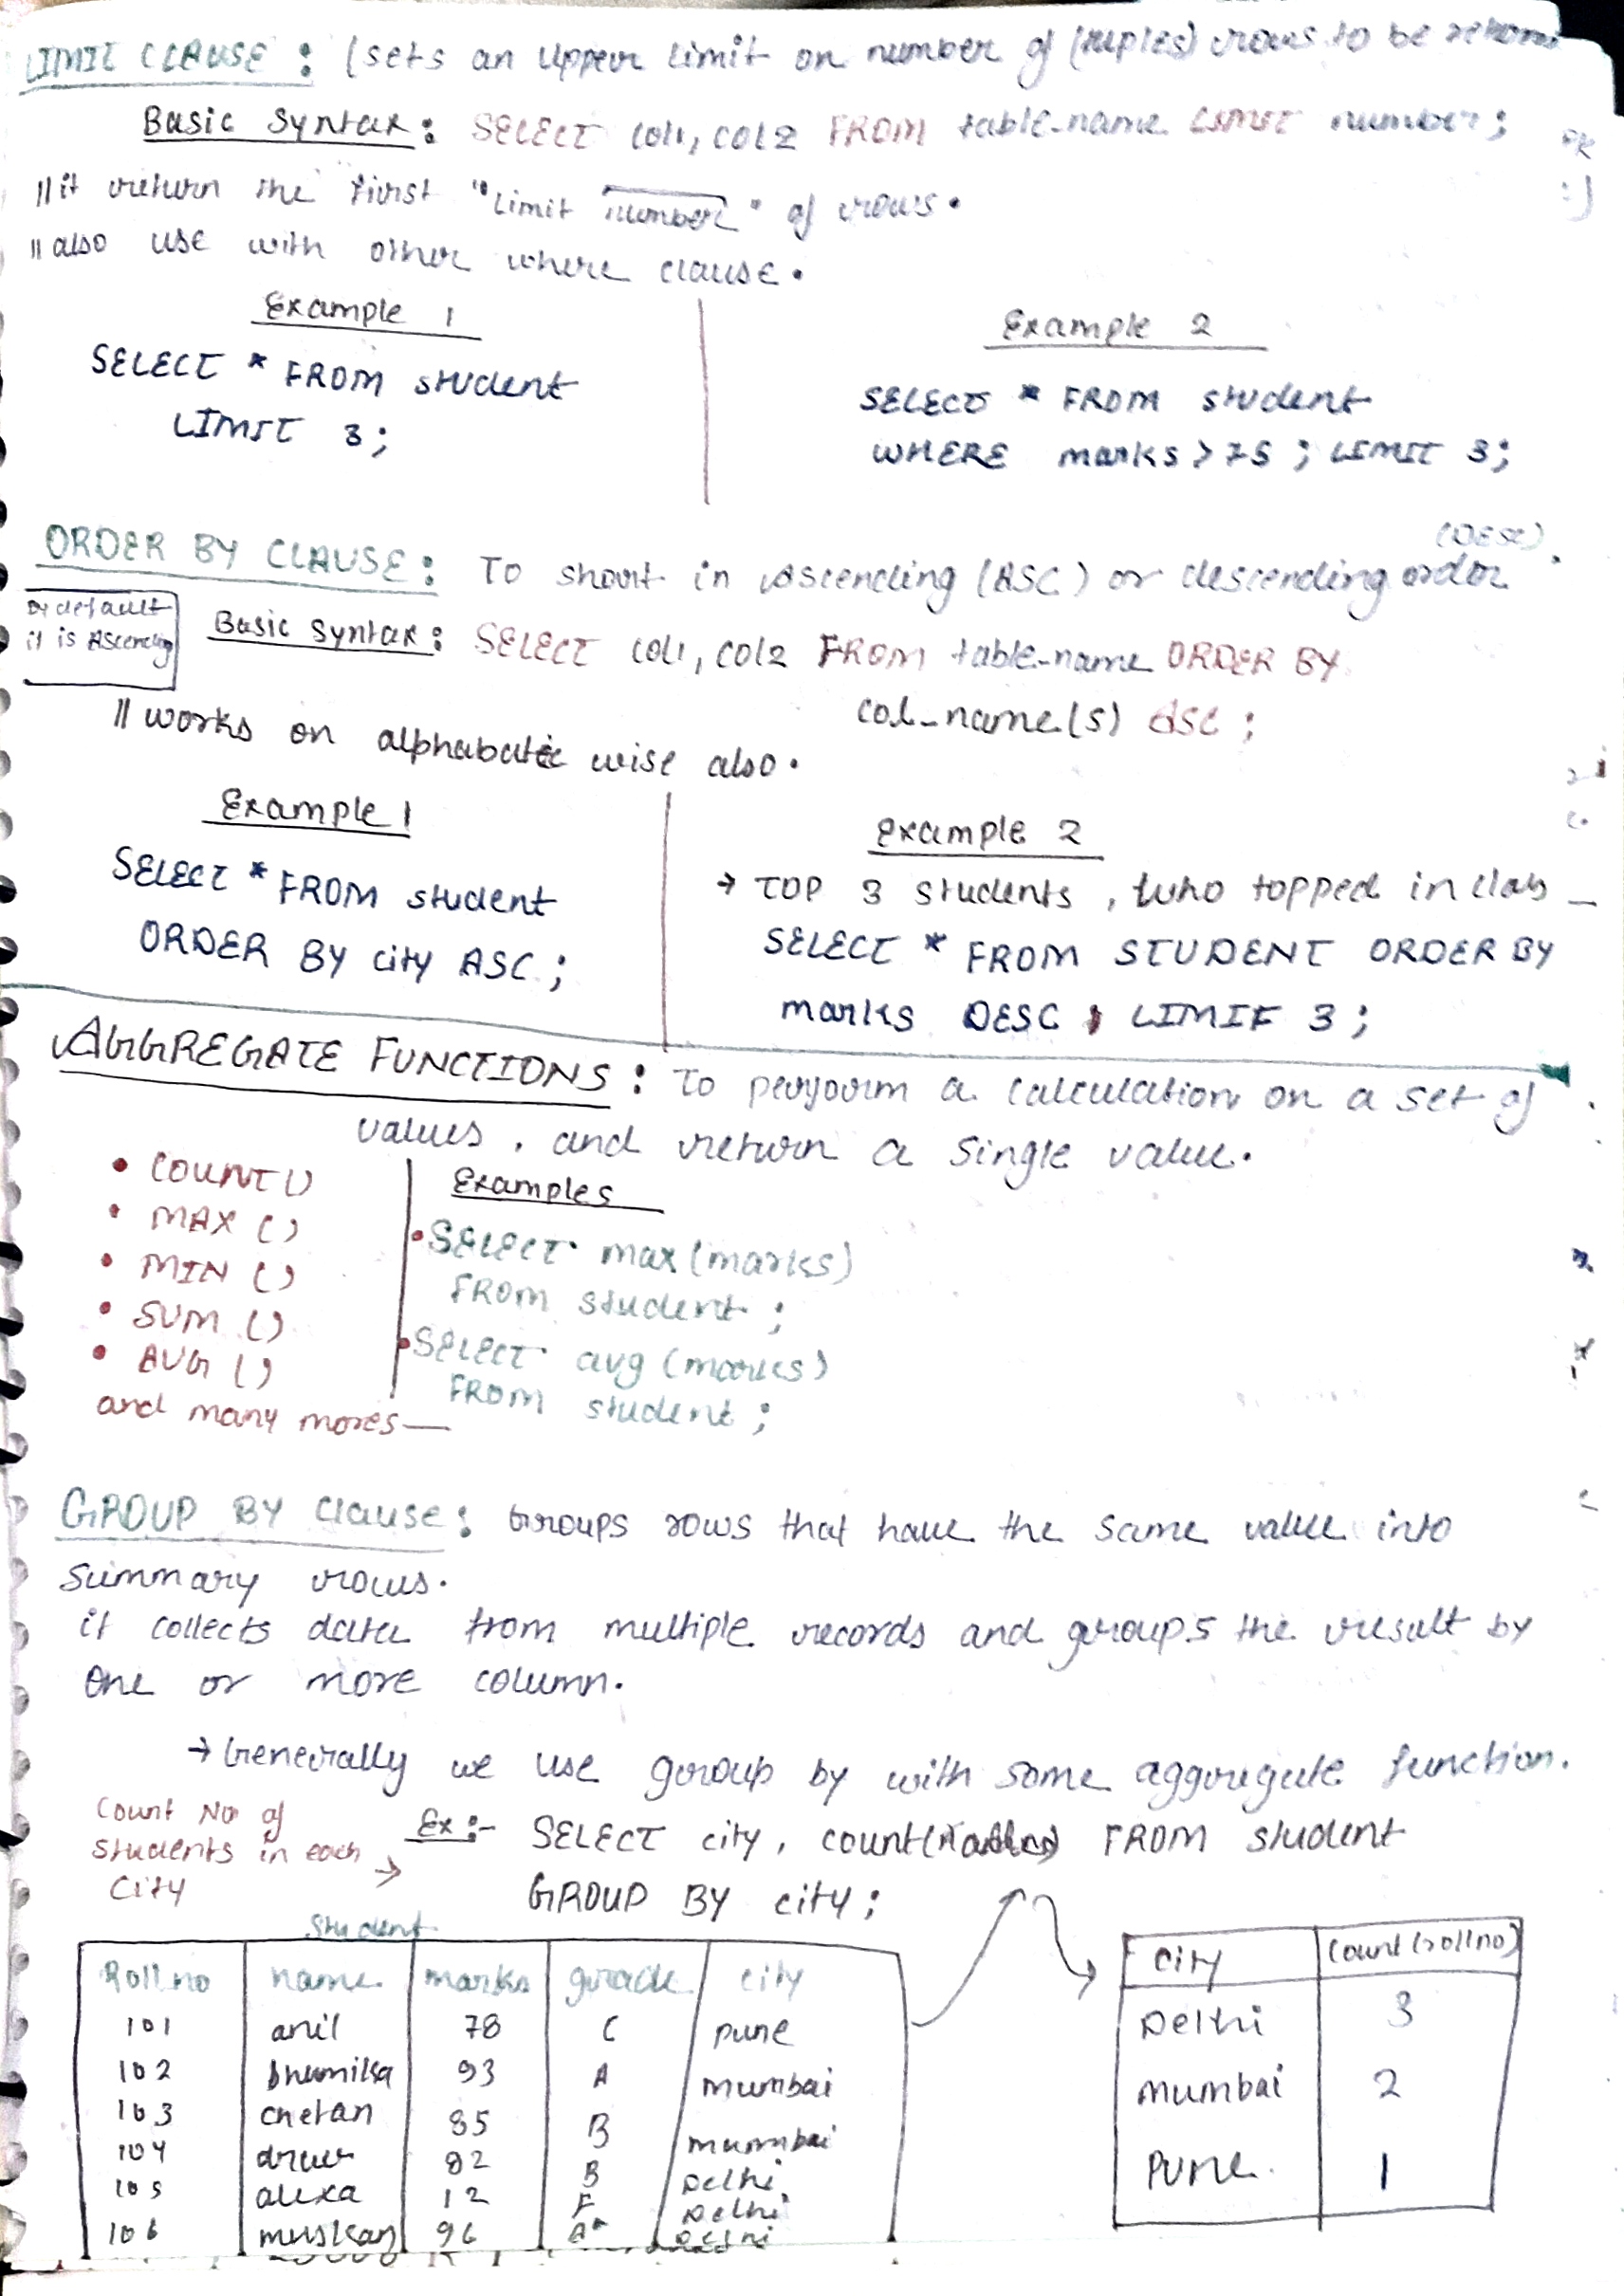 LIMIT CLAUSE : (sets an upper limit on number of (tuples) rows to be
Basic Syntax : SELECT col1, col2 FROM table-name LIMIT number ;
// it return the first "limit number" of rows.
// also use with other where clause.
Example 1
SELECT * FROM student
LIMIT 3 ;
Example 2
SELECT * FROM student
WHERE marks > 75 ; LIMIT 3;
ORDER BY CLAUSE : To short in Ascending (ASC) or descending order (DESC).
By default
it is Ascending
Basic Syntax : SELECT col1, col2 FROM table-name ORDER BY
col_name(s) ASC ;
// works on alphabatic wise also.
Example 1
SELECT * FROM student
ORDER BY city ASC ;
Example 2
→ TOP 3 students, who topped in class —
SELECT * FROM STUDENT ORDER BY
marks DESC LIMIT 3 ;
AGGREGATE FUNCTIONS : To perform a calculation on a set of
values, and return a single value.
• COUNT ()
• MAX ()
• MIN ()
• SUM ()
• AVG ()
and many mores —
Examples
• SELECT max (marks)
FROM student ;
• SELECT avg (marks)
FROM student ;
GROUP BY Clause : Groups rows that have the same value into
summary rows.
it collects data from multiple records and groups the result by
one or more column.
→ Generally we use group by with some aggregate function.
Count No of
students in each
City →
Ex :- SELECT city, count( ) FROM student
GROUP BY city ;
student
Roll no name marks grade city
101 anil 78 C pune
102 bhumika 93 A mumbai
103 chetan 85 B mumbai
104 dhruv 82 B Delhi
105 alexa 12 F Delhi
106 muskan 96 A Delhi
City Count (rollno)
Delhi 3
mumbai 2
Pune 1